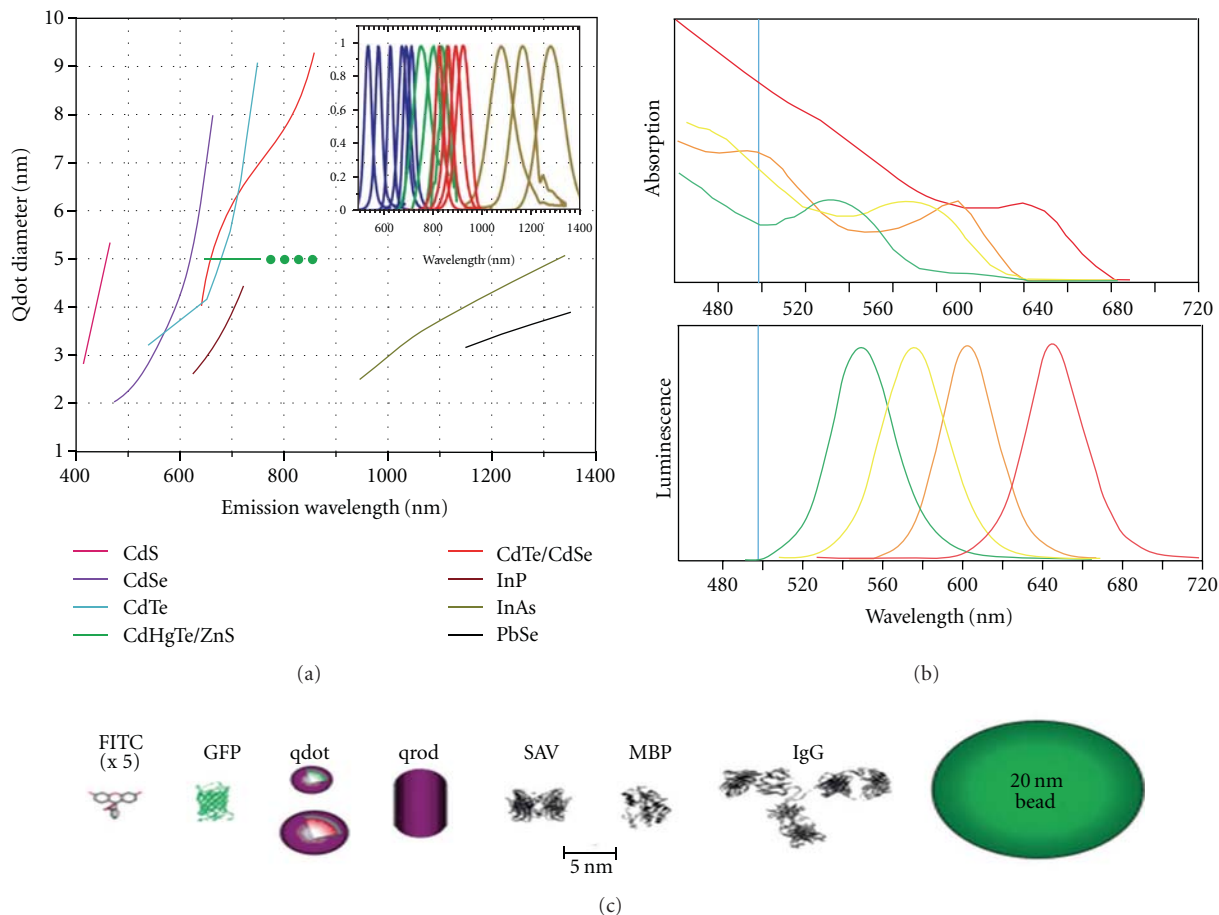 10
9
8
7
6
5
4
3
2
1
Qdot diameter (nm)
400 600 800 1000 1200 1400
Emission wavelength (nm)
1
0.8
0.6
0.4
0.2
0
600 800 1000 1200 1400
Wavelength (nm)
CdS
CdSe
CdTe
CdHgTe/ZnS
CdTe/CdSe
InP
InAs
PbSe
(a)
Absorption
480 520 560 600 640 680 720
Luminescence
480 520 560 600 640 680 720
Wavelength (nm)
(b)
FITC
(x 5)
GFP
qdot
qrod
SAV
MBP
IgG
20 nm
bead
5 nm
(c)